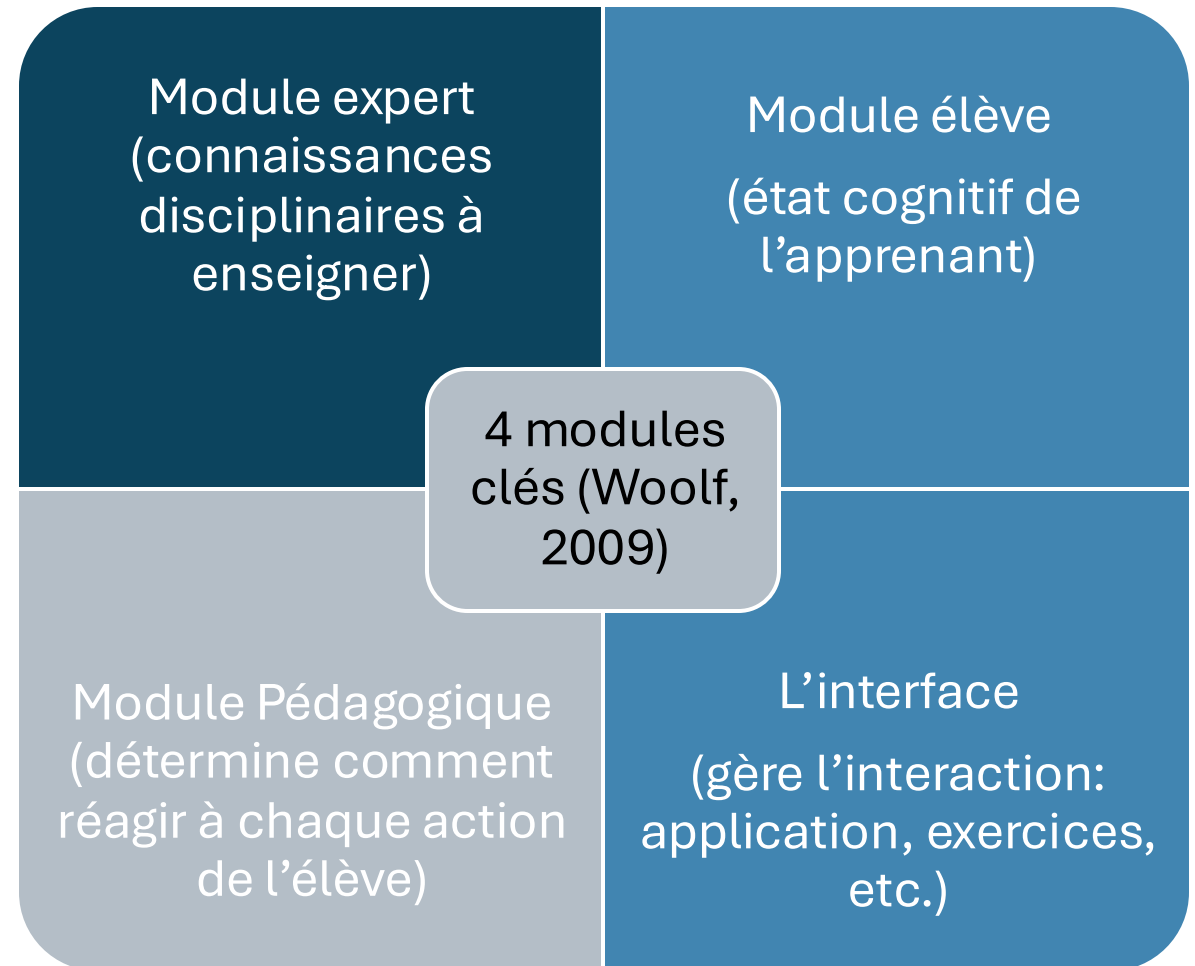 Module expert
(connaissances
disciplinaires à
enseigner)
Module élève
(état cognitif de
l’apprenant)
4 modules
clés (Woolf,
2009)
Module Pédagogique
(détermine comment
réagir à chaque action
de l’élève)
L’interface
(gère l’interaction:
application, exercices,
etc.)